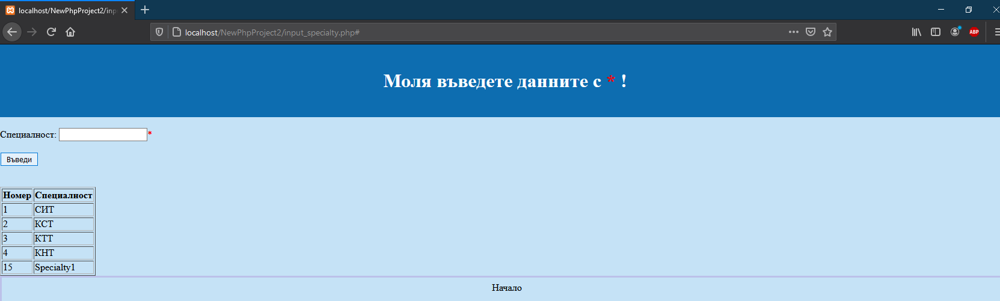 localhost/NewPhpProject2/inp
localhost/NewPhpProject2/input_specialty.php#
ABP
Моля въведете данните с * !
Специалност: *
Въведи
Номер Специалност
1 СИТ
2 КСТ
3 КТТ
4 КНТ
15 Specialty1
Начало